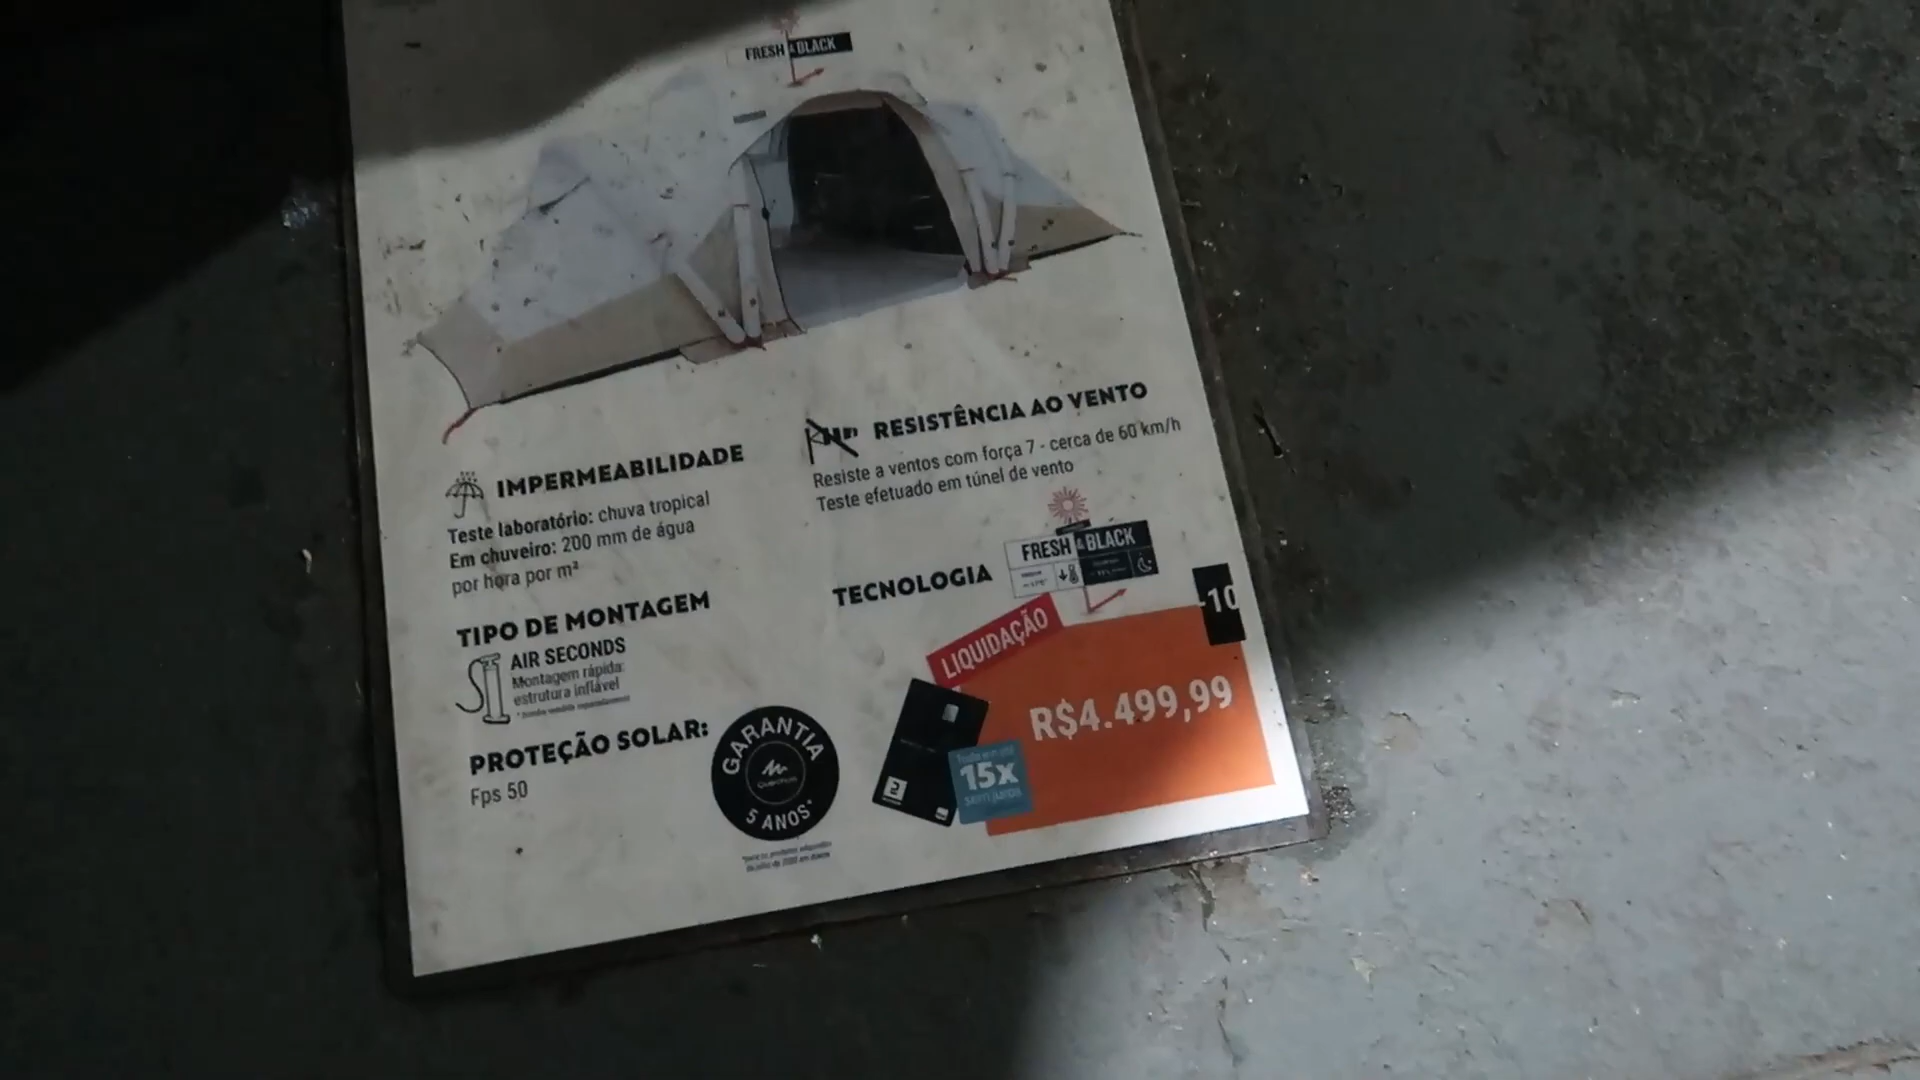 FRESH & BLACK
IMPERMEABILIDADE
Teste laboratório: chuva tropical
Em chuveiro: 200 mm de água
por hora por m²
RESISTÊNCIA AO VENTO
Resiste a ventos com força 7 - cerca de 60 km/h
Teste efetuado em túnel de vento
TIPO DE MONTAGEM
AIR SECONDS
Montagem rápida:
estrutura inflável
TECNOLOGIA
FRESH & BLACK
PROTEÇÃO SOLAR:
Fps 50
GARANTIA
5 ANOS*
LIQUIDAÇÃO
-10
R$4.499,99
15x
sem juros